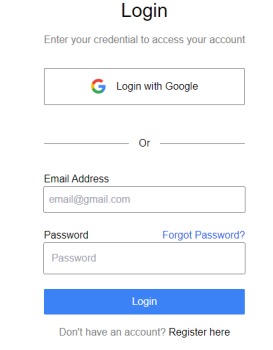 Login
Enter your credential to access your account
Login with Google
Or
Email Address
email@gmail.com
Password Forgot Password?
Password
Login
Don't have an account? Register here